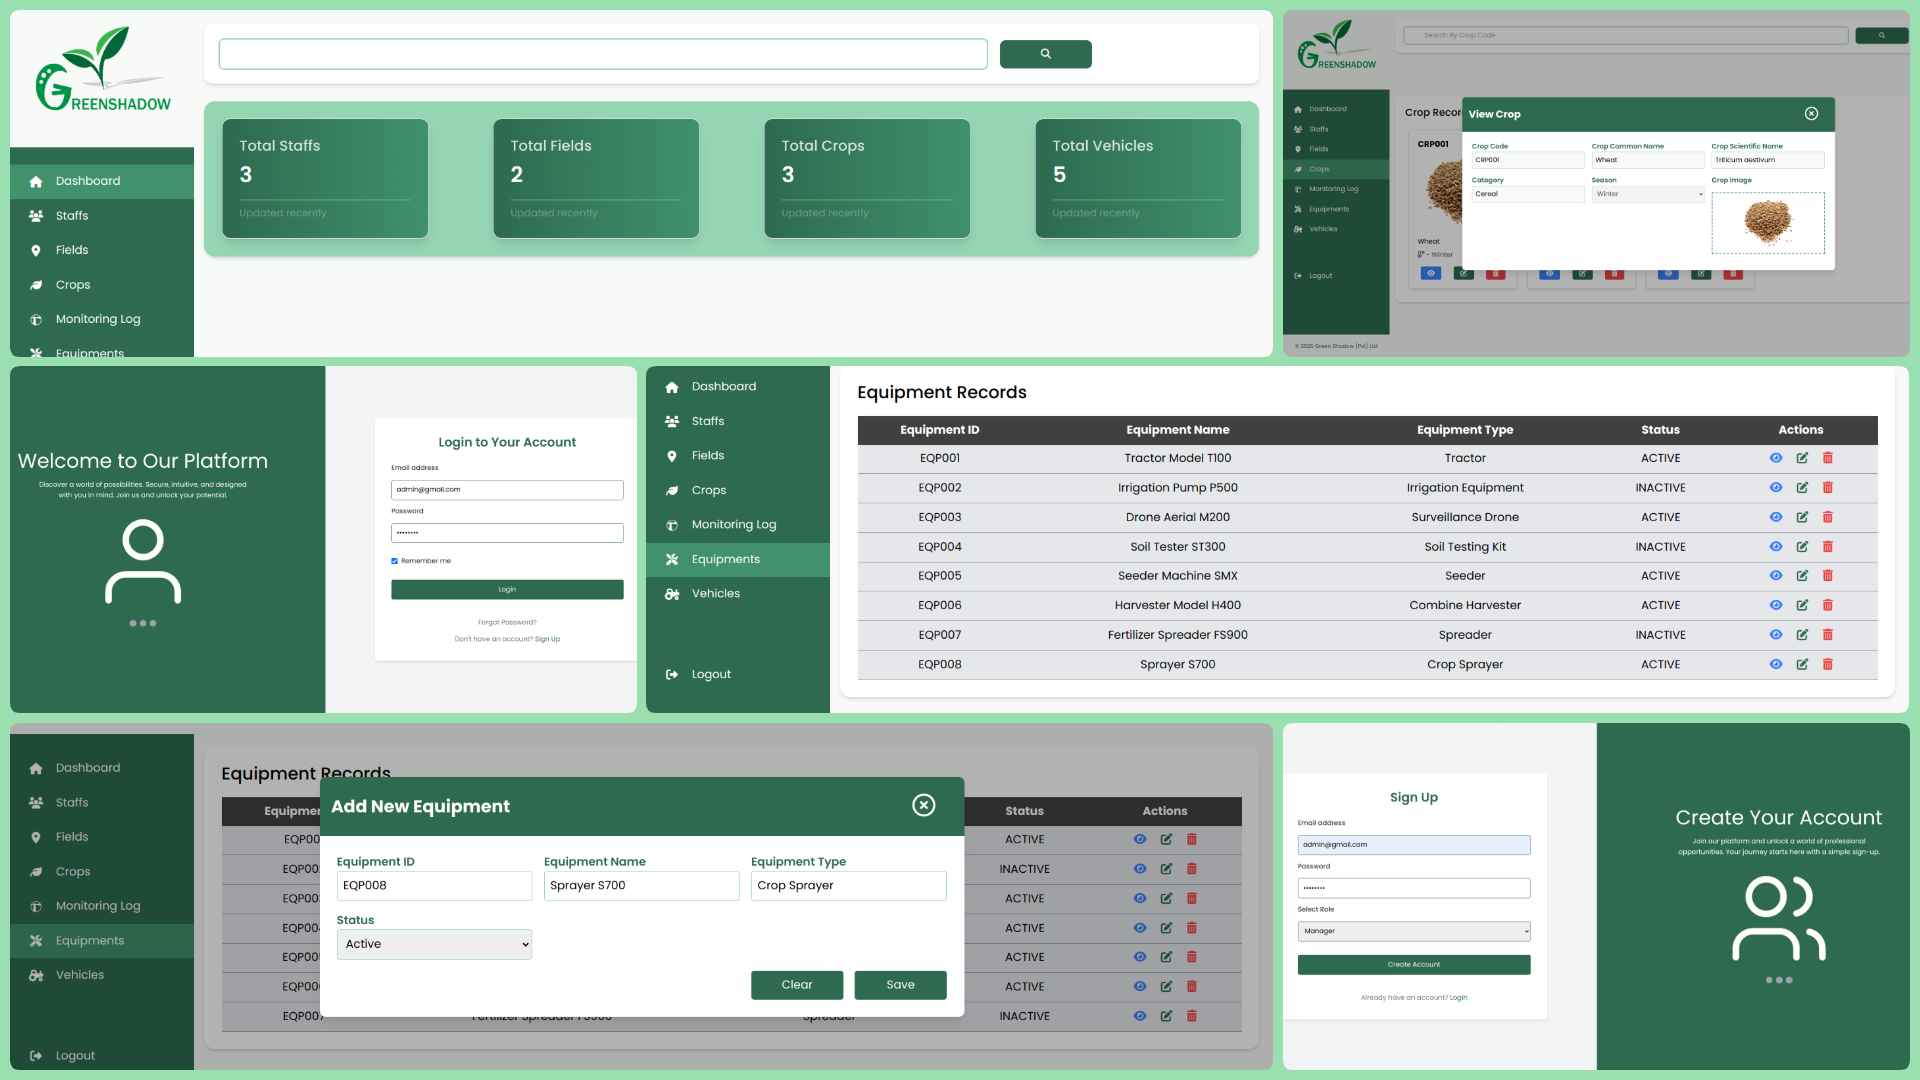 GREENSHADOW
Dashboard
Staffs
Fields
Crops
Monitoring Log
Equipments
Total Staffs
3
Updated recently
Total Fields
2
Updated recently
Total Crops
3
Updated recently
Total Vehicles
5
Updated recently
GREENSHADOW
Search By Crop Code
Dashboard
Staffs
Fields
Crops
Monitoring Log
Equipments
Vehicles
Logout
© 2025 Green Shadow (Pvt) Ltd.
Crop Recor
CRP001
Wheat
- Winter
View Crop
Crop Code
CRP001
Crop Common Name
Wheat
Crop Scientific Name
Triticum aestivum
Category
Cereal
Season
Winter
Crop Image
Welcome to Our Platform
Discover a world of possibilities. Secure, intuitive, and designed
with you in mind. Join us and unlock your potential.
Login to Your Account
Email address
admin@gmail.com
Password
••••••••
Remember me
Login
Forgot Password?
Don't have an account? Sign Up
Dashboard
Staffs
Fields
Crops
Monitoring Log
Equipments
Vehicles
Logout
Equipment Records
Equipment ID Equipment Name Equipment Type Status Actions
EQP001 Tractor Model T100 Tractor ACTIVE
EQP002 Irrigation Pump P500 Irrigation Equipment INACTIVE
EQP003 Drone Aerial M200 Surveillance Drone ACTIVE
EQP004 Soil Tester ST300 Soil Testing Kit INACTIVE
EQP005 Seeder Machine SMX Seeder ACTIVE
EQP006 Harvester Model H400 Combine Harvester ACTIVE
EQP007 Fertilizer Spreader FS900 Spreader INACTIVE
EQP008 Sprayer S700 Crop Sprayer ACTIVE
Dashboard
Staffs
Fields
Crops
Monitoring Log
Equipments
Vehicles
Logout
Equipment Records
Equipmen Status Actions
EQP00 ACTIVE
EQP00 INACTIVE
EQP00 ACTIVE
EQP00 ACTIVE
EQP00 ACTIVE
EQP00 ACTIVE
EQP007 Fertilizer Spreader FS900 Spreader INACTIVE
Add New Equipment
Equipment ID
EQP008
Equipment Name
Sprayer S700
Equipment Type
Crop Sprayer
Status
Active
Clear
Save
Sign Up
Email address
admin@gmail.com
Password
••••••••
Select Role
Manager
Create Account
Already have an account? Login
Create Your Account
Join our platform and unlock a world of professional
opportunities. Your journey starts here with a simple sign-up.